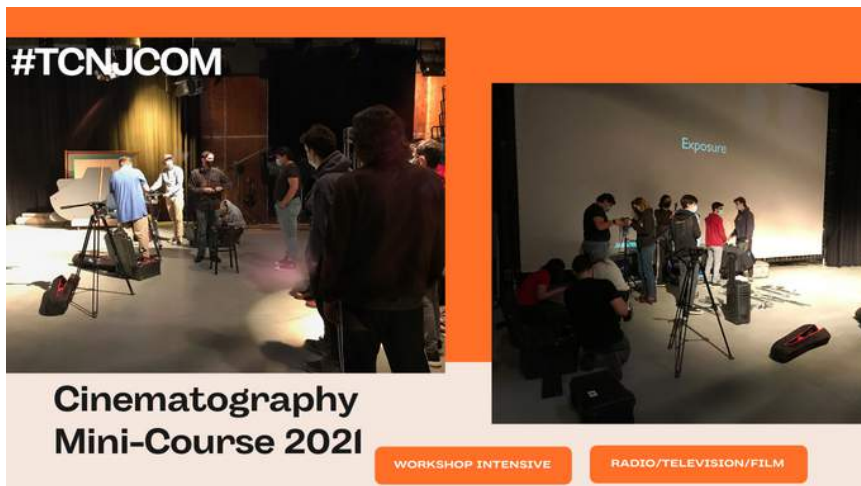 #TCNJCOM
Exposure
Cinematography
Mini-Course 2021
WORKSHOP INTENSIVE
RADIO/TELEVISION/FILM